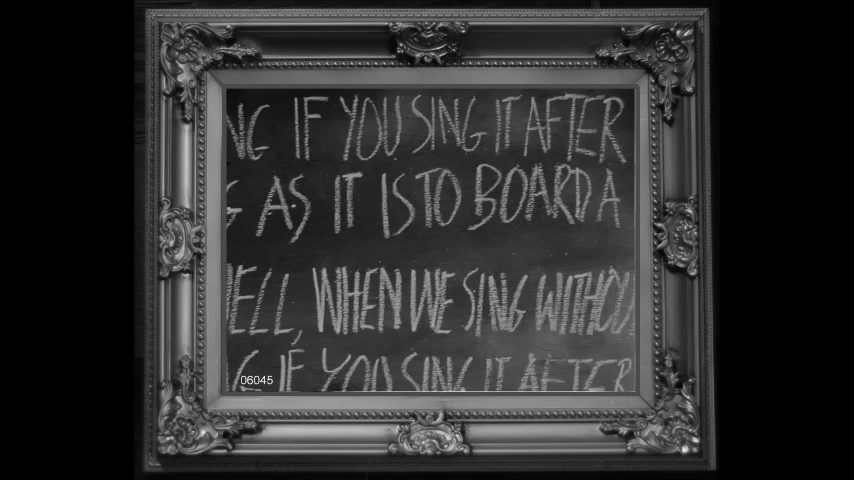 NG IF YOU SING IT AFTER
G AS IT IS TO BOARD A
ELL, WHEN WE SING WITHOU
G IF YOU SING IT AFTER
06045